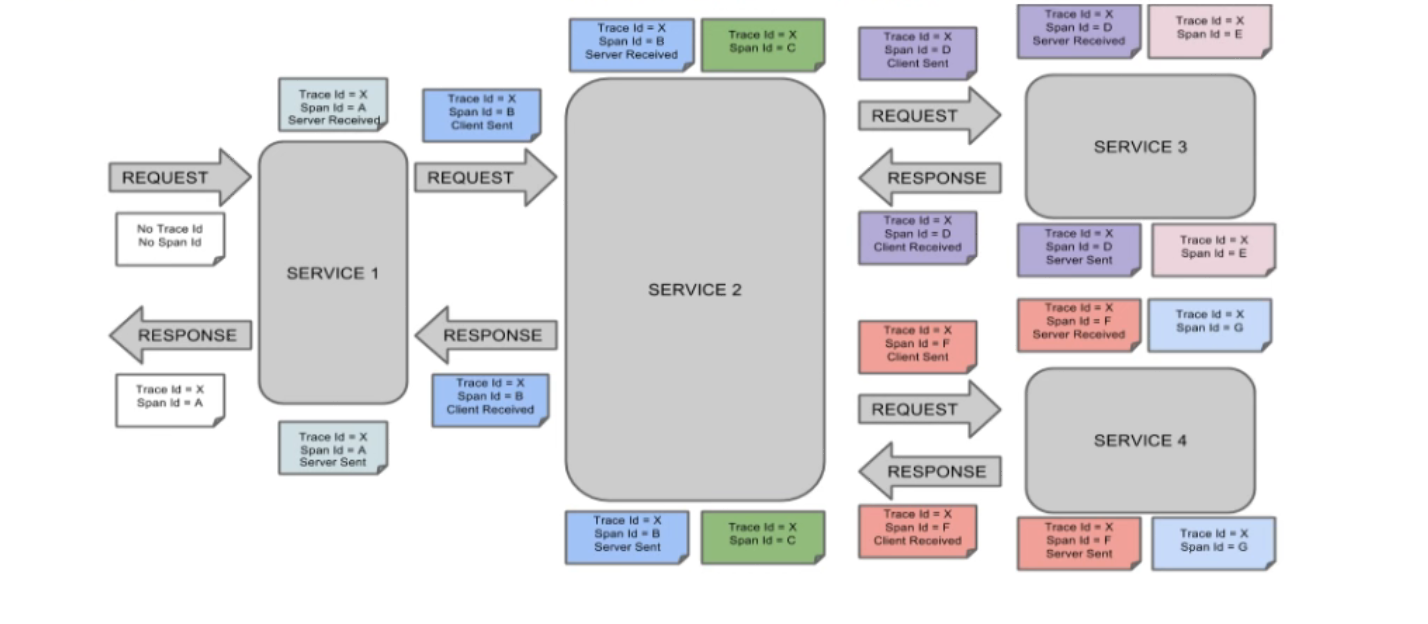 Trace Id = X
Span Id = A
Server Received
REQUEST
No Trace Id
No Span Id
SERVICE 1
RESPONSE
Trace Id = X
Span Id = A
Trace Id = X
Span Id = A
Server Sent
Trace Id = X
Span Id = B
Client Sent
REQUEST
RESPONSE
Trace Id = X
Span Id = B
Client Received
Trace Id = X
Span Id = B
Server Received
Trace Id = X
Span Id = C
SERVICE 2
Trace Id = X
Span Id = B
Server Sent
Trace Id = X
Span Id = C
Trace Id = X
Span Id = D
Client Sent
REQUEST
RESPONSE
Trace Id = X
Span Id = D
Client Received
Trace Id = X
Span Id = D
Server Received
Trace Id = X
Span Id = E
SERVICE 3
Trace Id = X
Span Id = D
Server Sent
Trace Id = X
Span Id = E
Trace Id = X
Span Id = F
Client Sent
REQUEST
RESPONSE
Trace Id = X
Span Id = F
Client Received
Trace Id = X
Span Id = F
Server Received
Trace Id = X
Span Id = G
SERVICE 4
Trace Id = X
Span Id = F
Server Sent
Trace Id = X
Span Id = G